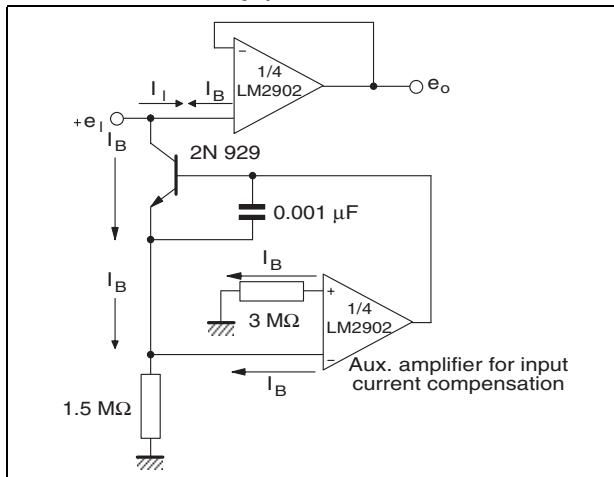 1/4
LM2902
−
e₀
I_I
I_B
+e_I
I_B
2N 929
0.001 μF
I_B
I_B
+
3 MΩ
1/4
LM2902
−
I_B
Aux. amplifier for input
current compensation
1.5 MΩ